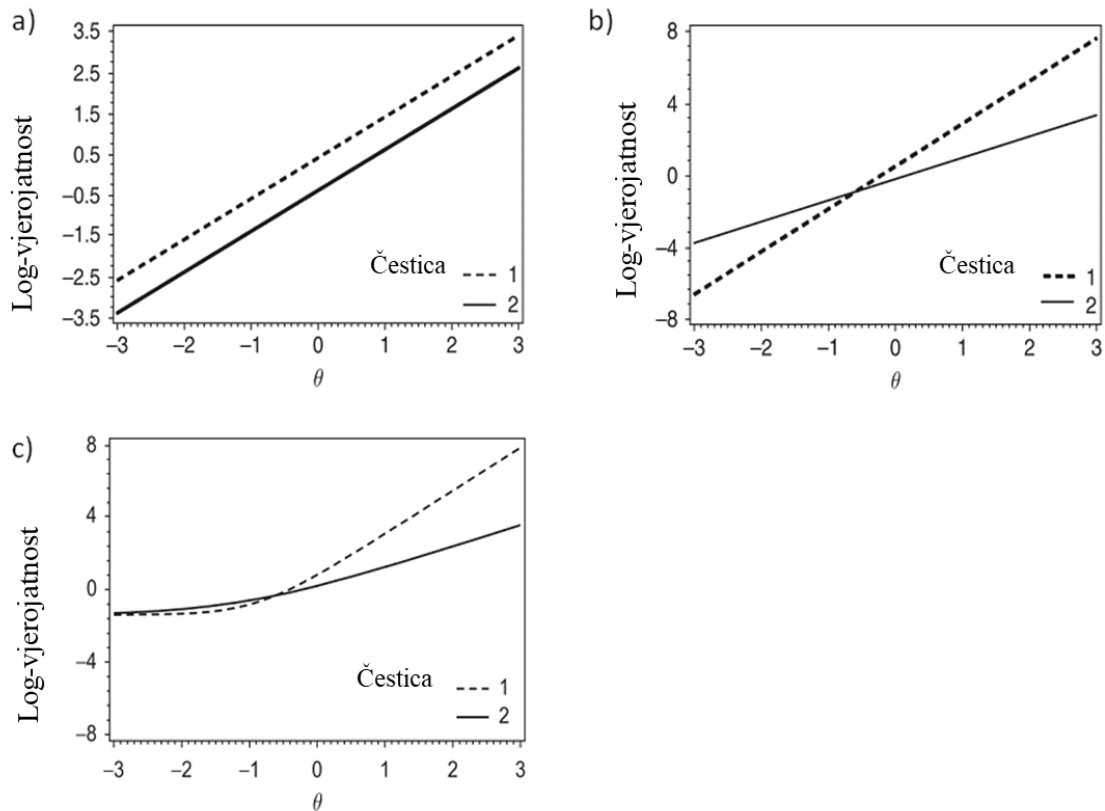 a)
Log-vjerojatnost
3.5
2.5
1.5
0.5
–0.5
–1.5
–2.5
–3.5
Čestica
1
2
–3 –2 –1 0 1 2 3
θ
b)
Log-vjerojatnost
8
4
0
–4
–8
Čestica
1
2
–3 –2 –1 0 1 2 3
θ
c)
Log-vjerojatnost
8
4
0
–4
–8
Čestica
1
2
–3 –2 –1 0 1 2 3
θ